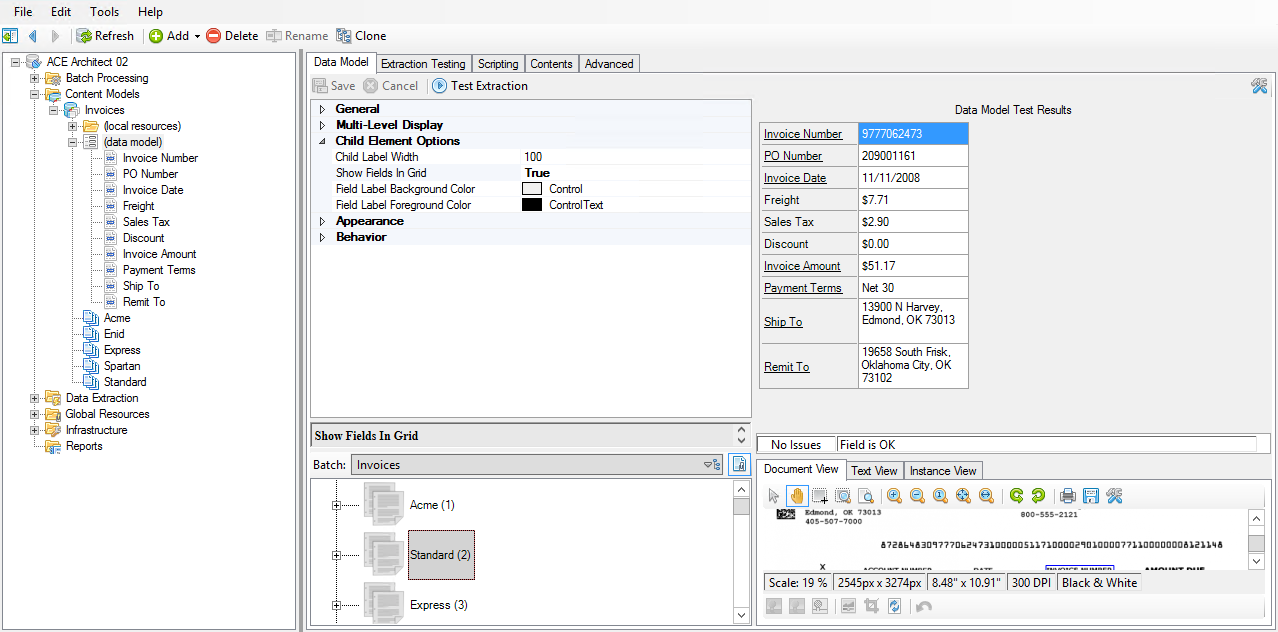 File Edit Tools Help
Refresh Add Delete Rename Clone
ACE Architect 02
Batch Processing
Content Models
Invoices
(local resources)
(data model)
Invoice Number
PO Number
Invoice Date
Freight
Sales Tax
Discount
Invoice Amount
Payment Terms
Ship To
Remit To
Acme
Enid
Express
Spartan
Standard
Data Extraction
Global Resources
Infrastructure
Reports
Data Model Extraction Testing Scripting Contents Advanced
Save Cancel Test Extraction
General
Multi-Level Display
Child Element Options
Child Label Width 100
Show Fields In Grid True
Field Label Background Color Control
Field Label Foreground Color ControlText
Appearance
Behavior
Show Fields In Grid
Batch: Invoices
Acme (1)
Standard (2)
Express (3)
Data Model Test Results
Invoice Number 9777062473
PO Number 209001161
Invoice Date 11/11/2008
Freight $7.71
Sales Tax $2.90
Discount $0.00
Invoice Amount $51.17
Payment Terms Net 30
Ship To 13900 N Harvey,
Edmond, OK 73013
Remit To 19658 South Frisk,
Oklahoma City, OK
73102
No Issues Field is OK
Document View Text View Instance View
Edmond, OK 73013
405-507-7000 800-555-2121
X ACCOUNT NUMBER DATE INVOICE NUMBER AMOUNT DUE
Scale: 19 % 2545px x 3274px 8.48" x 10.91" 300 DPI Black & White